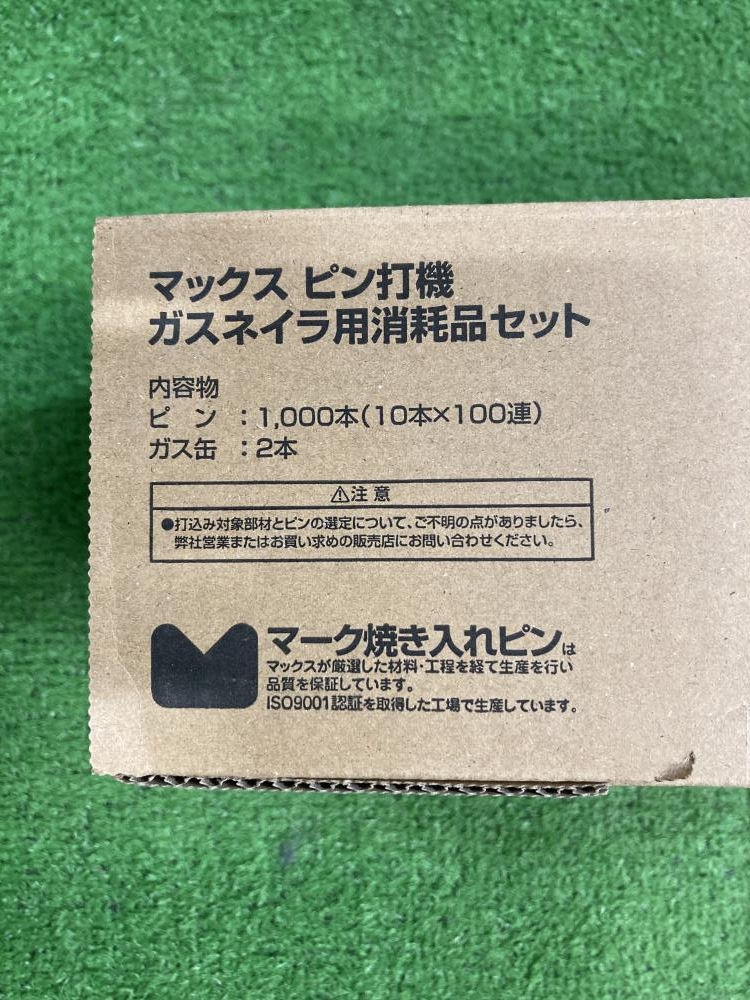 マックス ピン打機
ガスネイラ用消耗品セット
内容物
ピン：1,000本(10本×100連)
ガス缶：2本
⚠注意
●打込み対象部材とピンの選定について、ご不明の点がありましたら、
弊社営業またはお買い求めの販売店にお問い合わせください。
マーク焼き入れピンは
マックスが厳選した材料・工程を経て生産を行い
品質を保証しています。
ISO9001認証を取得した工場で生産しています。